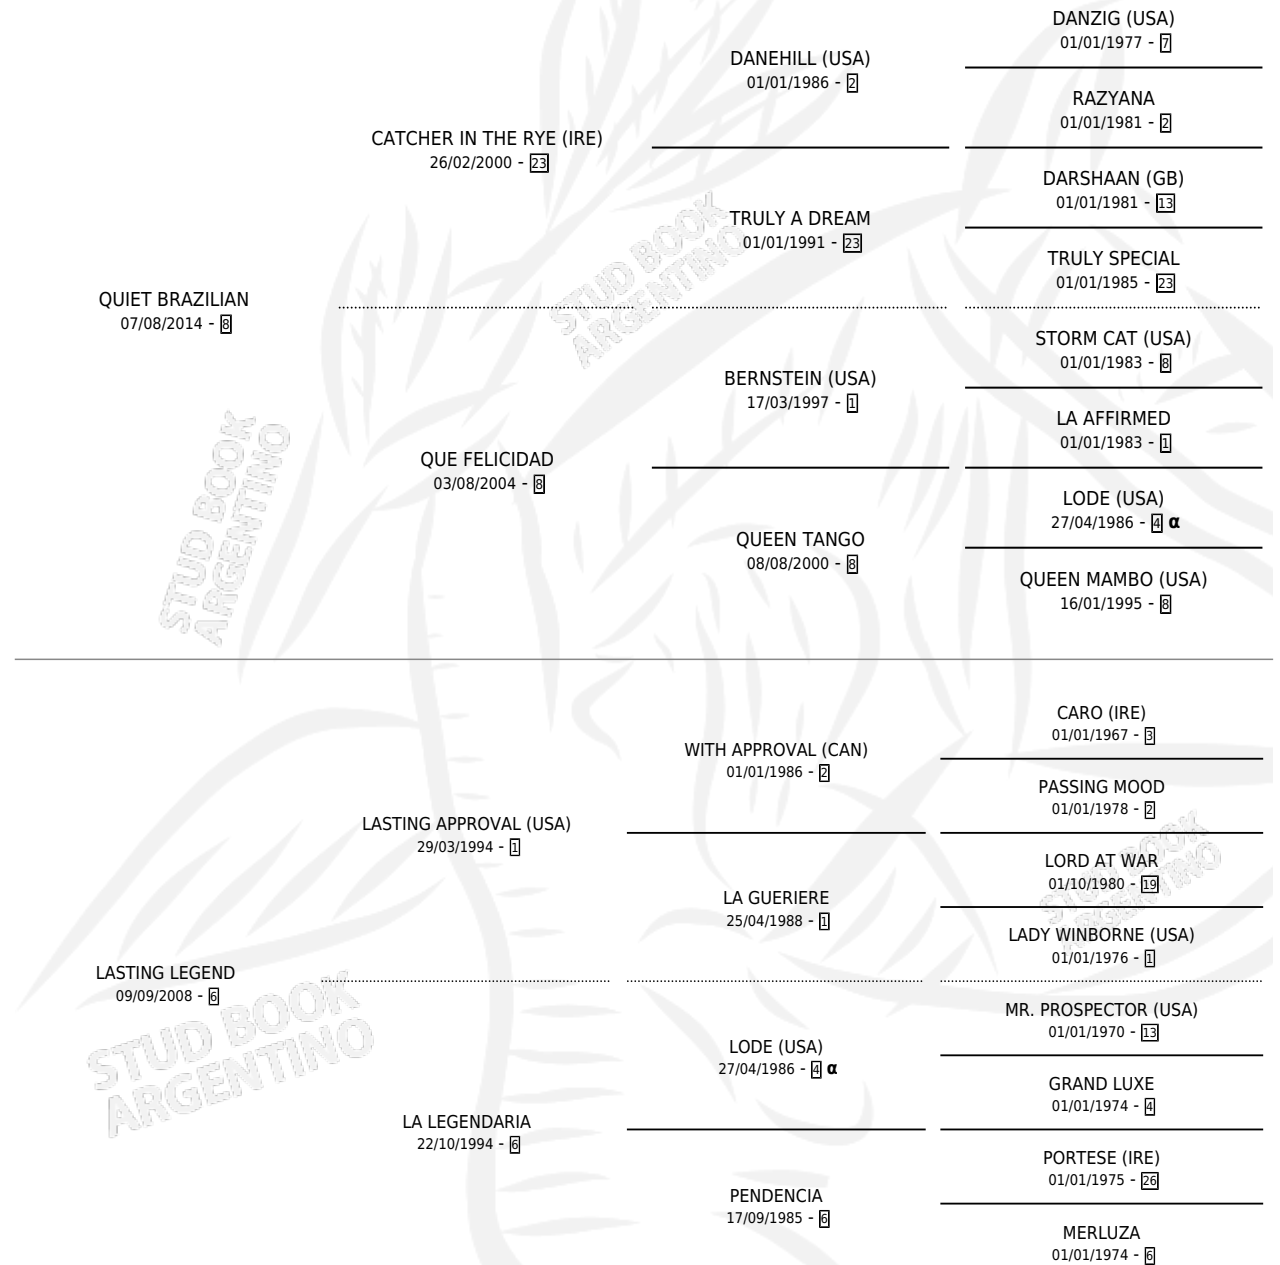 DANZIG (USA)
01/01/1977 - 7
DANEHILL (USA)
01/01/1986 - 2
RAZYANA
01/01/1981 - 2
CATCHER IN THE RYE (IRE)
26/02/2000 - 23
DARSHAAN (GB)
01/01/1981 - 13
TRULY A DREAM
01/01/1991 - 23
TRULY SPECIAL
01/01/1985 - 23
QUIET BRAZILIAN
07/08/2014 - 8
STORM CAT (USA)
01/01/1983 - 8
BERNSTEIN (USA)
17/03/1997 - 1
LA AFFIRMED
01/01/1983 - 1
QUE FELICIDAD
03/08/2004 - 8
LODE (USA)
27/04/1986 - 4 α
QUEEN TANGO
08/08/2000 - 8
QUEEN MAMBO (USA)
16/01/1995 - 8
CARO (IRE)
01/01/1967 - 3
WITH APPROVAL (CAN)
01/01/1986 - 2
PASSING MOOD
01/01/1978 - 2
LASTING APPROVAL (USA)
29/03/1994 - 1
LORD AT WAR
01/10/1980 - 19
LA GUERIERE
25/04/1988 - 1
LADY WINBORNE (USA)
01/01/1976 - 1
LASTING LEGEND
09/09/2008 - 6
MR. PROSPECTOR (USA)
01/01/1970 - 13
LODE (USA)
27/04/1986 - 4 α
GRAND LUXE
01/01/1974 - 4
LA LEGENDARIA
22/10/1994 - 6
PORTESE (IRE)
01/01/1975 - 26
PENDENCIA
17/09/1985 - 6
MERLUZA
01/01/1974 - 6
STUD BOOK
ARGENTINO
STUD BOOK
ARGENTINO
STUD BOOK
ARGENTINO
STUD BOOK
ARGENTINO